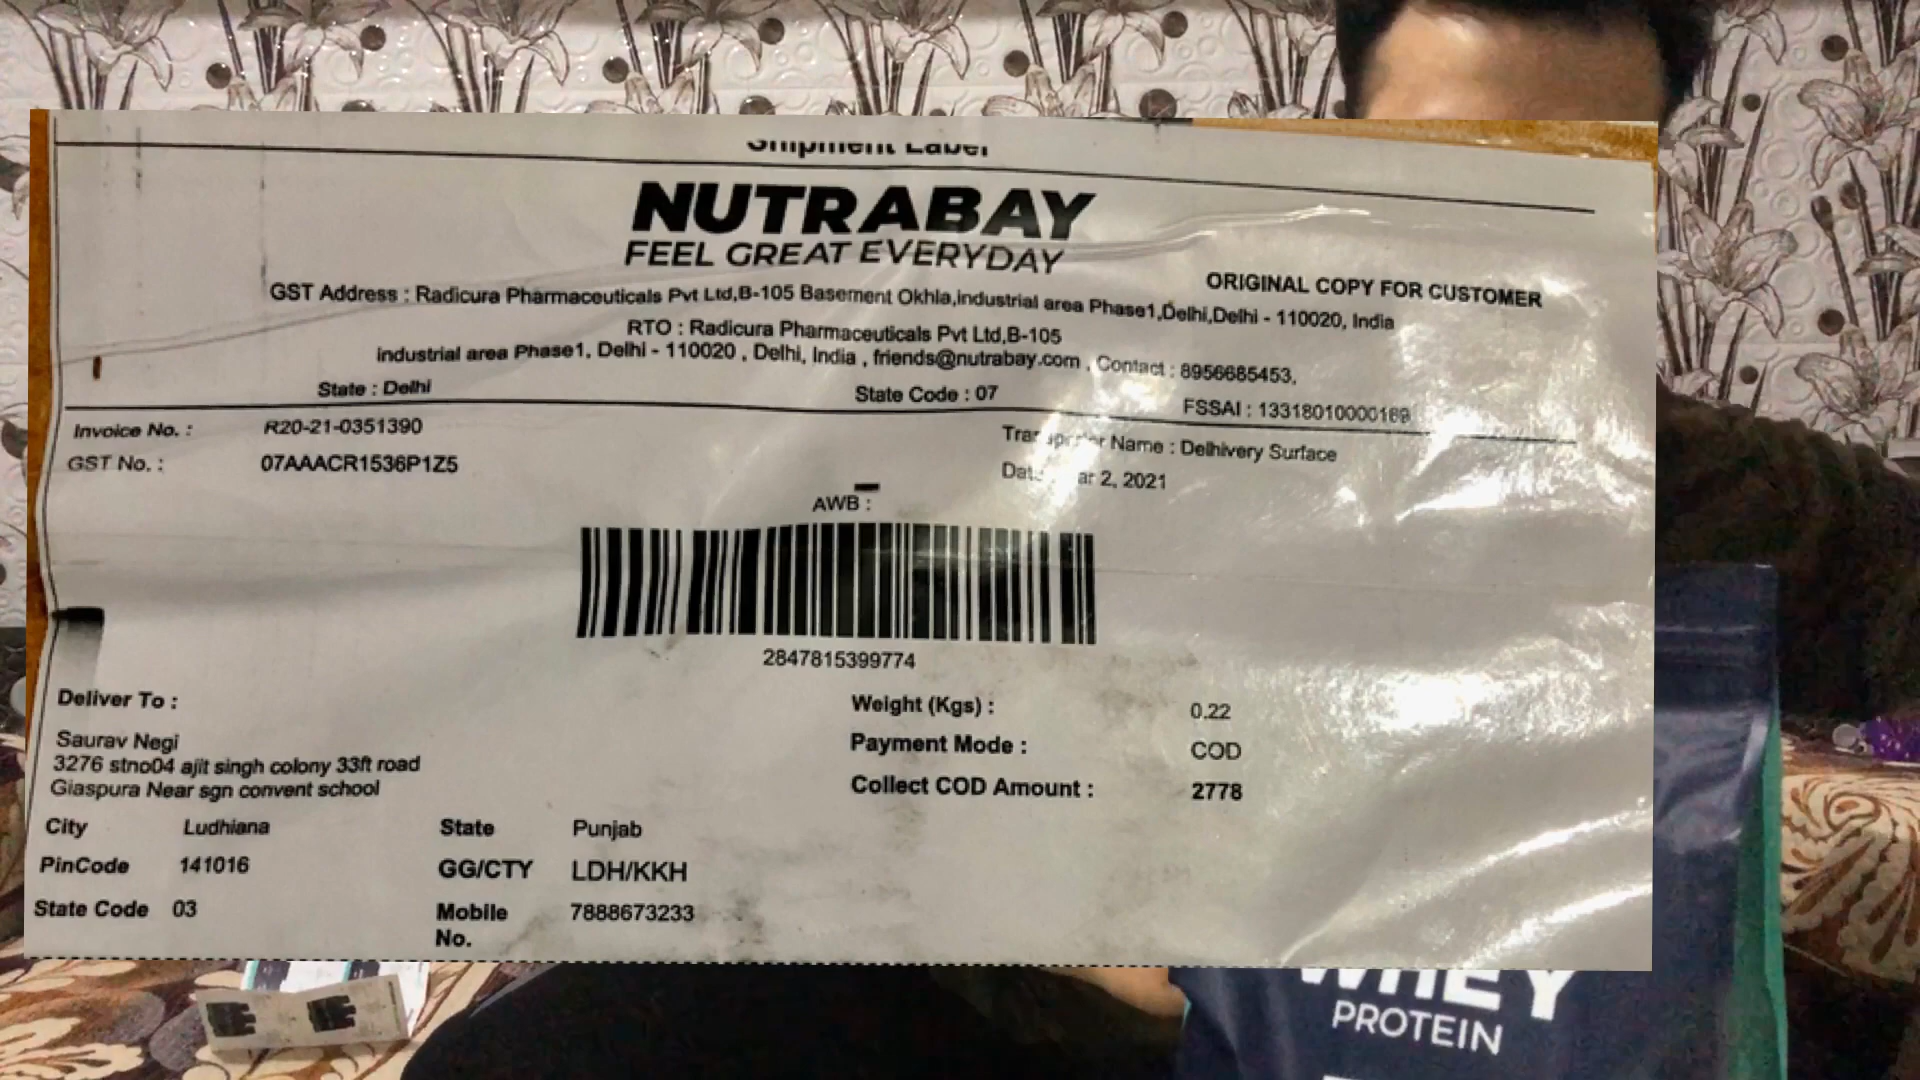 Shipment Label
NUTRABAY
FEEL GREAT EVERYDAY
ORIGINAL COPY FOR CUSTOMER
GST Address : Radicura Pharmaceuticals Pvt Ltd,B-105 Basement Okhla,industrial area Phase1,Delhi,Delhi - 110020, India
RTO : Radicura Pharmaceuticals Pvt Ltd,B-105
industrial area Phase1, Delhi - 110020 , Delhi, India , friends@nutrabay.com , Contact : 8956685453,
State : Delhi State Code : 07 FSSAI : 13318010000169
Invoice No. : R20-21-0351390 Transporter Name : Delhivery Surface
GST No. : 07AAACR1536P1Z5 2, 2021
AWB :
2847815399774
Deliver To :
Saurav Negi
3276 stno04 ajit singh colony 33ft road
Giaspura Near sgn convent school
Weight (Kgs) : 0.22
Payment Mode : COD
Collect COD Amount : 2778
City Ludhiana State Punjab
PinCode 141016 GG/CTY LDH/KKH
State Code 03 Mobile No. 7888673233
WHEY
PROTEIN